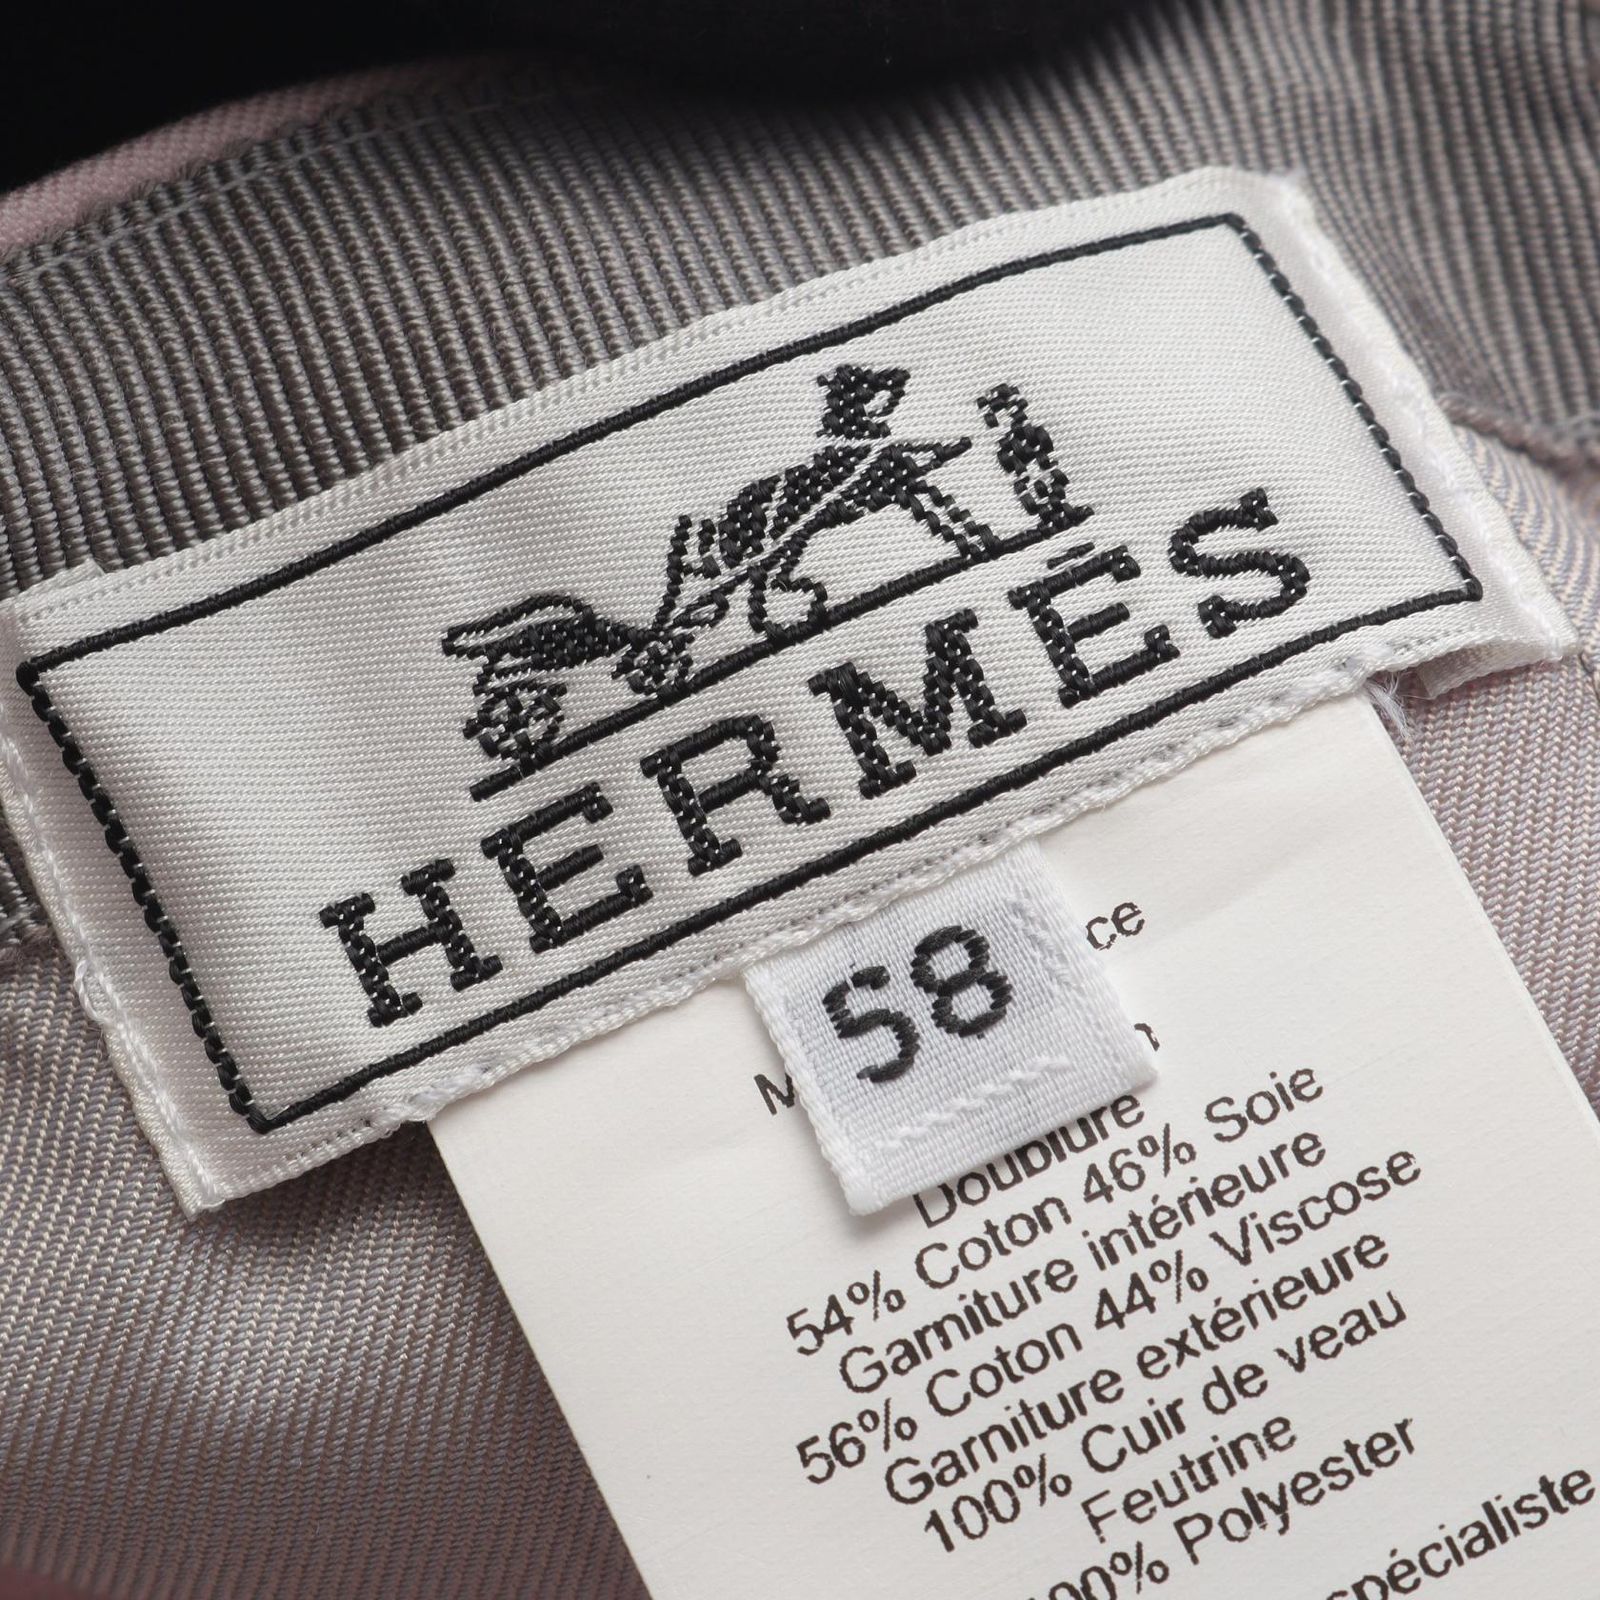 HERMÈS
58
Doublure
54% Coton 46% Soie
Garniture intérieure
56% Coton 44% Viscose
Garniture extérieure
100% Cuir de veau
Feutrine
Polyester
spécialiste